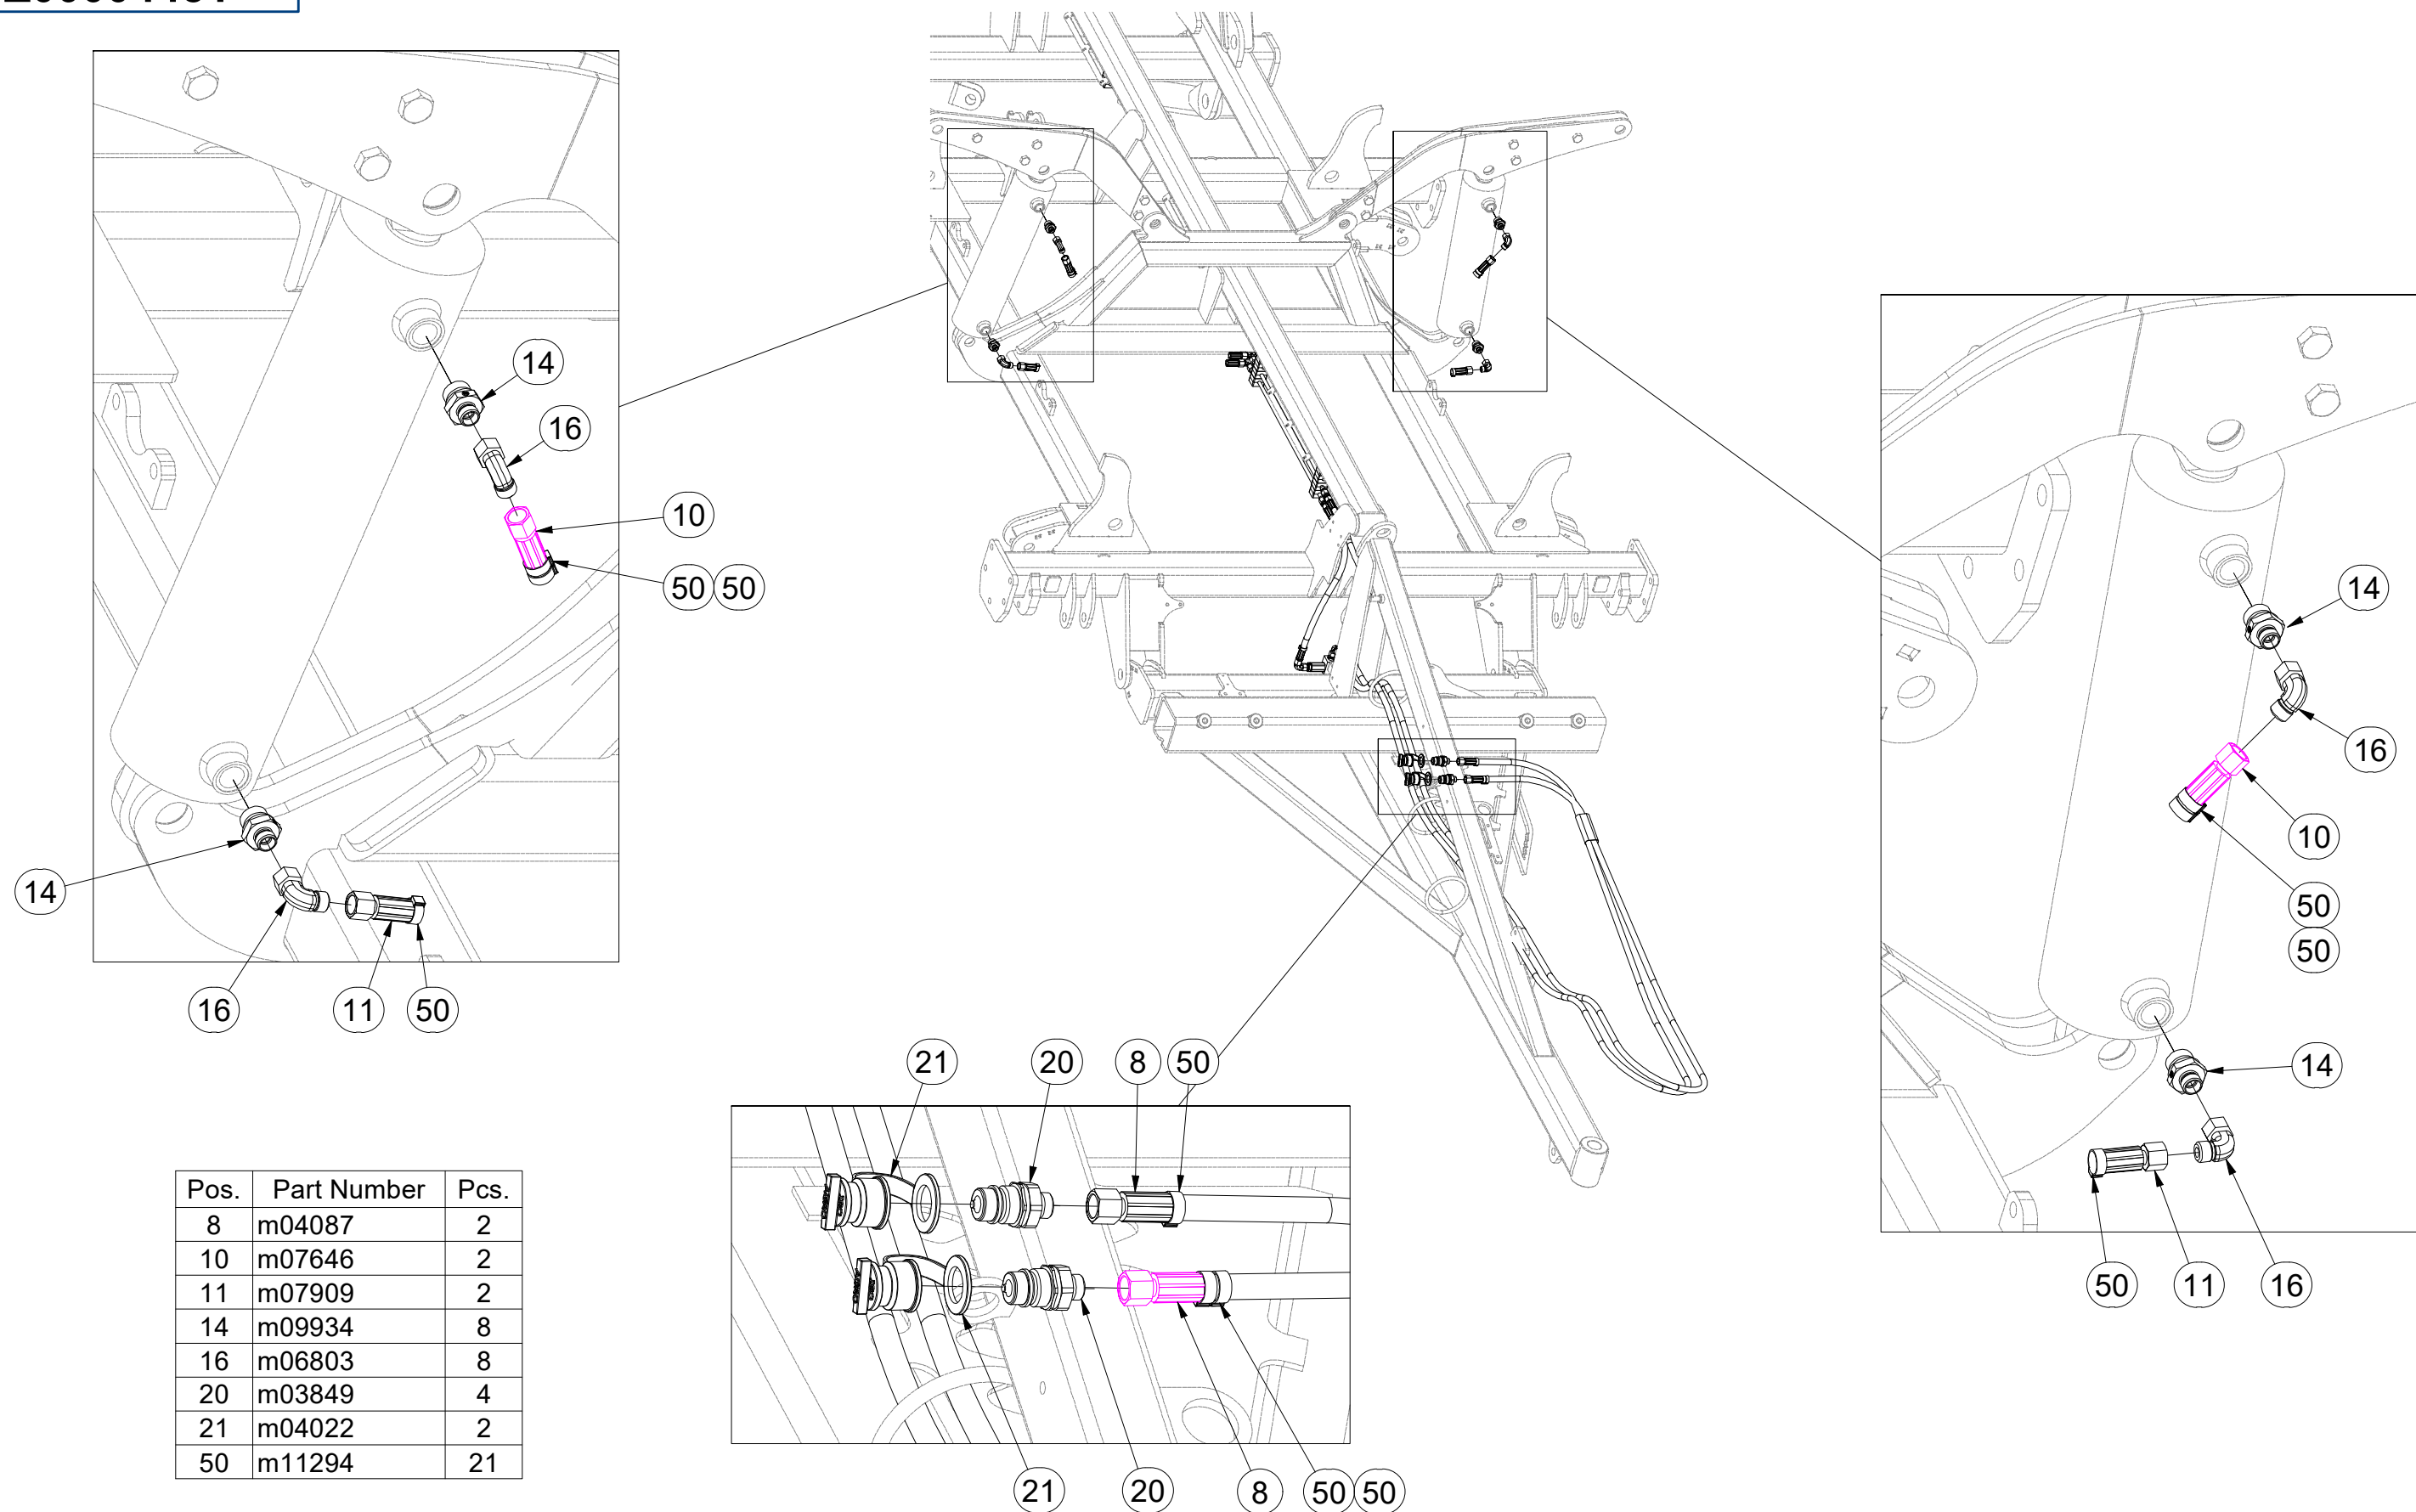 14
16
10
50 50
14
16 11 50
14
16
10
50
50
14
50 11 16
21 20 8 50
21 20 8 50 50
Pos. Part Number Pcs.
8 m04087 2
10 m07646 2
11 m07909 2
14 m09934 8
16 m06803 8
20 m03849 4
21 m04022 2
50 m11294 21